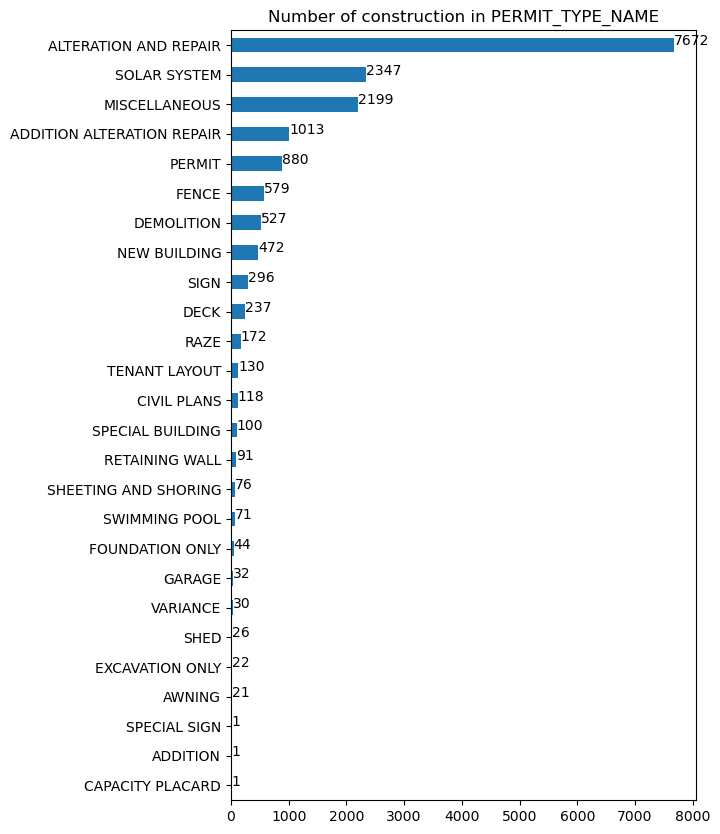 Number of construction in PERMIT_TYPE_NAME
ALTERATION AND REPAIR 7672
SOLAR SYSTEM 2347
MISCELLANEOUS 2199
ADDITION ALTERATION REPAIR 1013
PERMIT 880
FENCE 579
DEMOLITION 527
NEW BUILDING 472
SIGN 296
DECK 237
RAZE 172
TENANT LAYOUT 130
CIVIL PLANS 118
SPECIAL BUILDING 100
RETAINING WALL 91
SHEETING AND SHORING 76
SWIMMING POOL 71
FOUNDATION ONLY 44
GARAGE 32
VARIANCE 30
SHED 26
EXCAVATION ONLY 22
AWNING 21
SPECIAL SIGN 1
ADDITION 1
CAPACITY PLACARD 1
0 1000 2000 3000 4000 5000 6000 7000 8000